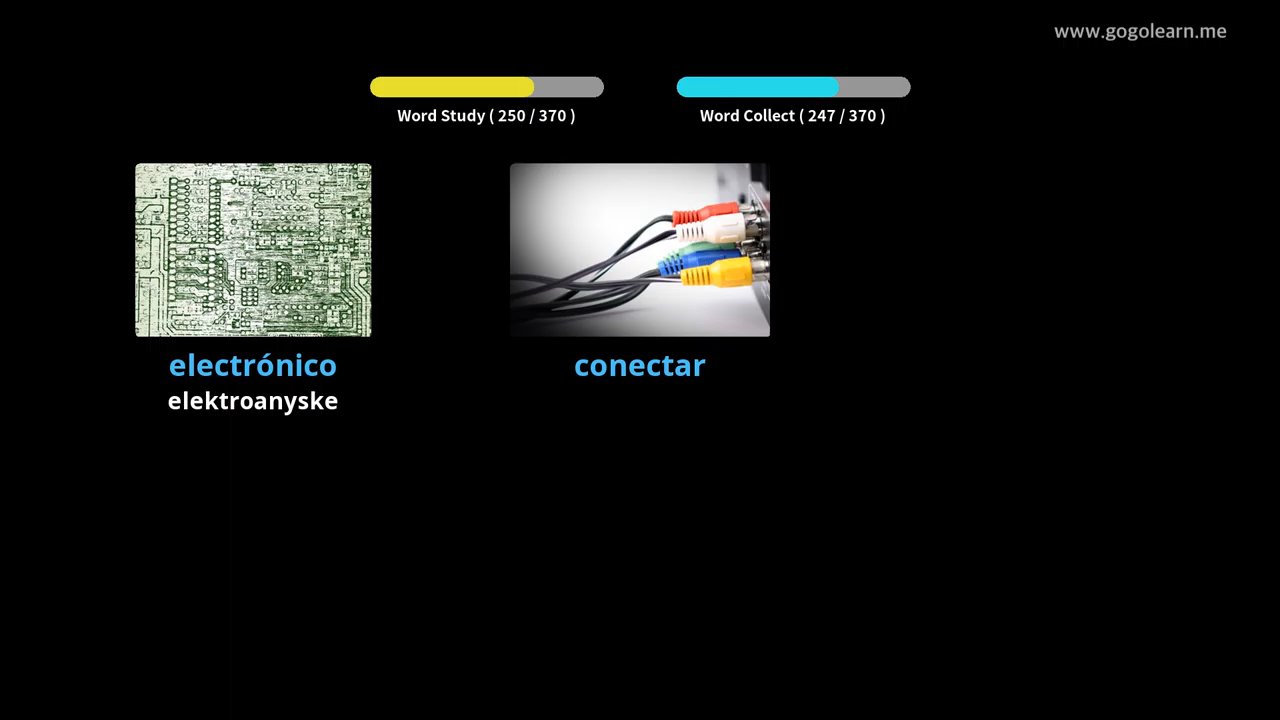 www.gogolearn.me
Word Study ( 250 / 370 )
Word Collect ( 247 / 370 )
electrónico
elektroanyske
conectar